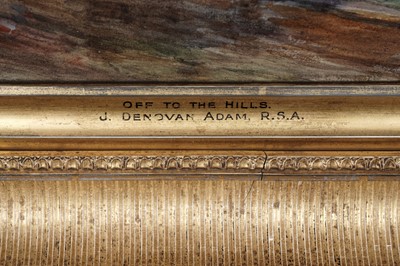 OFF TO THE HILLS.
J. DENOVAN ADAM, R.S.A.